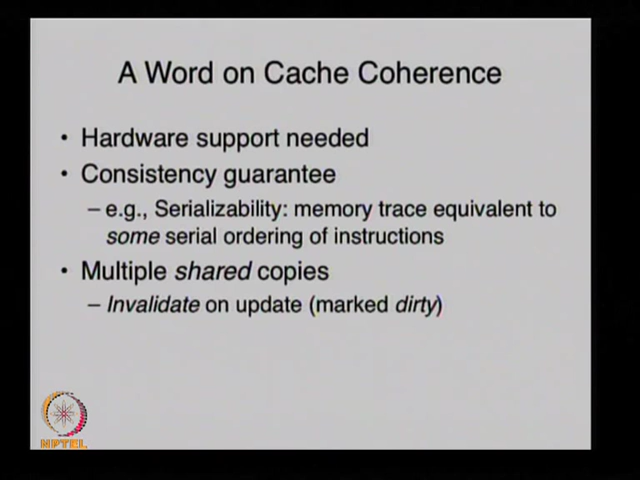 A Word on Cache Coherence
• Hardware support needed
• Consistency guarantee
– e.g., Serializability: memory trace equivalent to
some serial ordering of instructions
• Multiple shared copies
– Invalidate on update (marked dirty)
NPTEL